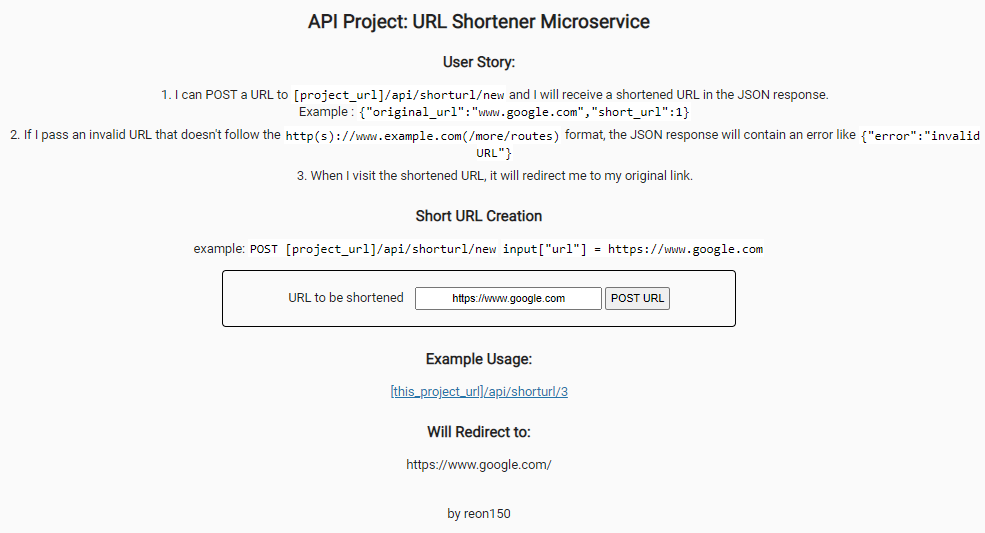 API Project: URL Shortener Microservice
User Story:
1. I can POST a URL to [project_url]/api/shorturl/new and I will receive a shortened URL in the JSON response.
Example : {"original_url":"www.google.com","short_url":1}
2. If I pass an invalid URL that doesn't follow the http(s)://www.example.com(/more/routes) format, the JSON response will contain an error like {"error":"invalid
URL"}
3. When I visit the shortened URL, it will redirect me to my original link.
Short URL Creation
example: POST [project_url]/api/shorturl/new input["url"] = https://www.google.com
URL to be shortened https://www.google.com POST URL
Example Usage:
[this_project_url]/api/shorturl/3
Will Redirect to:
https://www.google.com/
by reon150